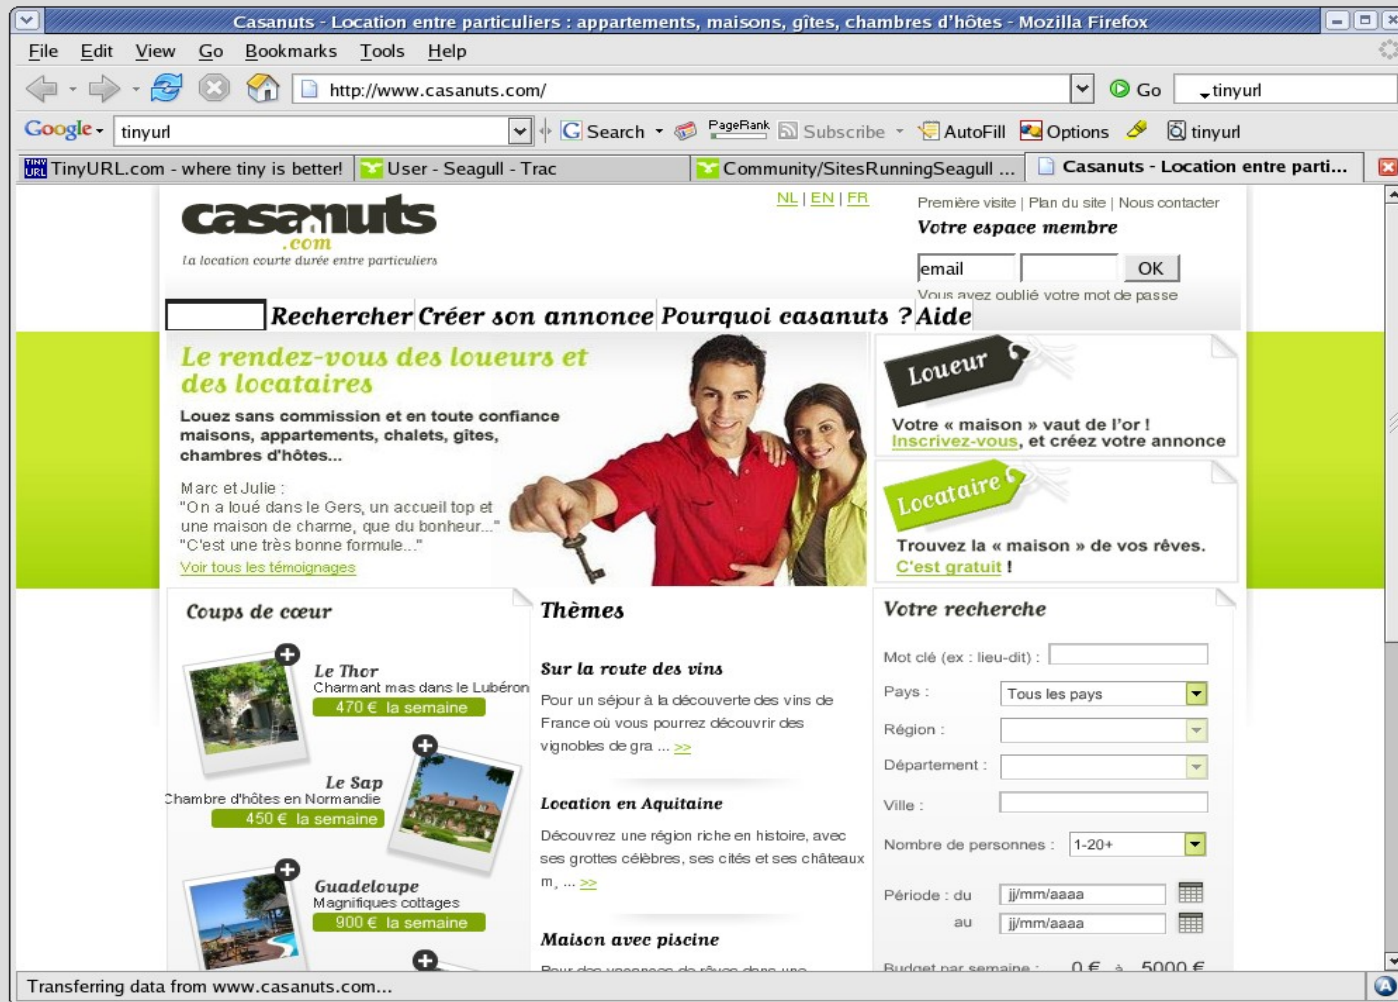 Casanuts - Location entre particuliers : appartements, maisons, gîtes, chambres d'hôtes - Mozilla Firefox
File Edit View Go Bookmarks Tools Help
http://www.casanuts.com/ Go tinyurl
Google tinyurl Search PageRank Subscribe AutoFill Options tinyurl
TINY URL TinyURL.com - where tiny is better! User - Seagull - Trac Community/SitesRunningSeagull ... Casanuts - Location entre parti...
casanuts
.com
la location courte durée entre particuliers
NL | EN | FR
Première visite | Plan du site | Nous contacter
Votre espace membre
email OK
Vous avez oublié votre mot de passe
Rechercher Créer son annonce Pourquoi casanuts ? Aide
Le rendez-vous des loueurs et
des locataires
Louez sans commission et en toute confiance
maisons, appartements, chalets, gîtes,
chambres d'hôtes...
Marc et Julie :
"On a loué dans le Gers, un accueil top et
une maison de charme, que du bonheur..."
"C'est une très bonne formule..."
Voir tous les témoignages
Loueur
Votre « maison » vaut de l'or !
Inscrivez-vous, et créez votre annonce
Locataire
Trouvez la « maison » de vos rêves.
C'est gratuit !
Coups de cœur
Le Thor
Charmant mas dans le Lubéron
470 € la semaine
Le Sap
Chambre d'hôtes en Normandie
450 € la semaine
Guadeloupe
Magnifiques cottages
900 € la semaine
Thèmes
Sur la route des vins
Pour un séjour à la découverte des vins de
France où vous pourrez découvrir des
vignobles de gra ... >>
Location en Aquitaine
Découvrez une région riche en histoire, avec
ses grottes célèbres, ses cités et ses châteaux
m, ... >>
Maison avec piscine
Pour des vacances de rêves dans une
Votre recherche
Mot clé (ex : lieu-dit) :
Pays : Tous les pays
Région :
Département :
Ville :
Nombre de personnes : 1-20+
Période : du jj/mm/aaaa
au jj/mm/aaaa
Budget par semaine : 0 € à 5000 €
Transferring data from www.casanuts.com...